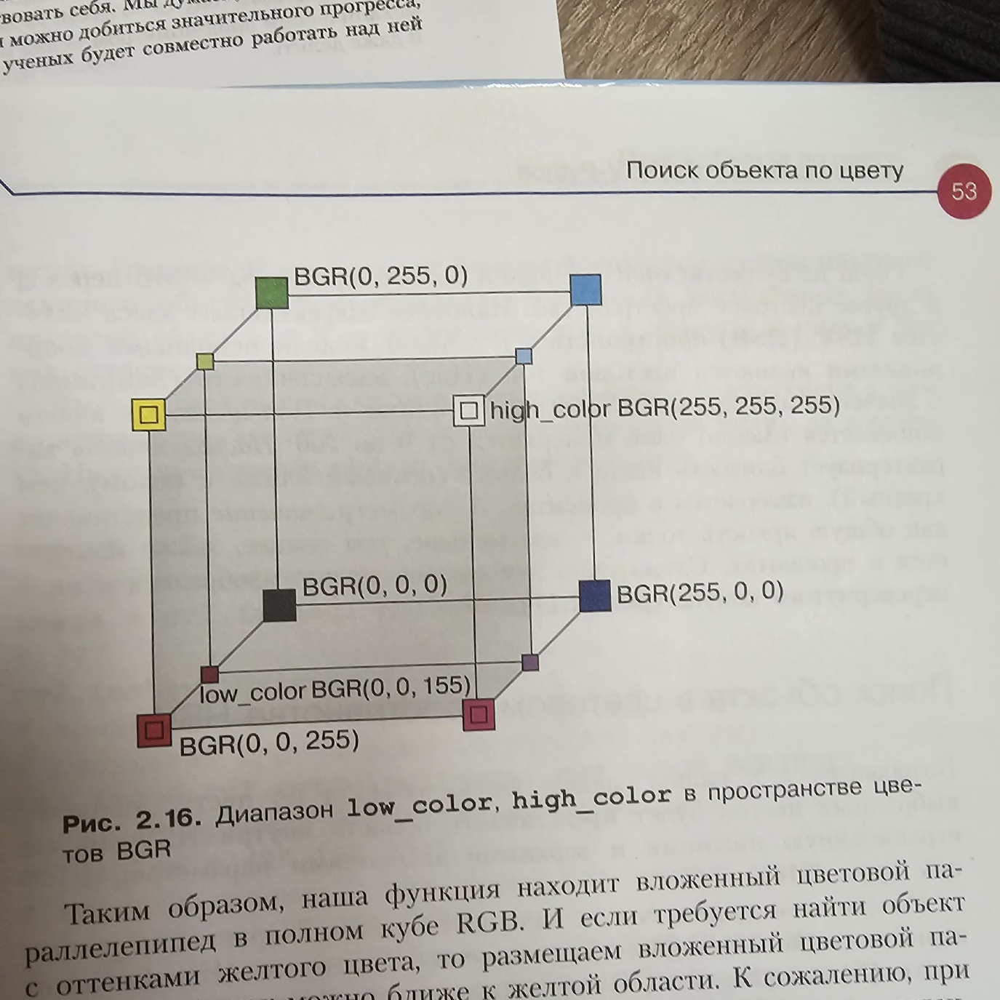 вовать себя. Мы
можно добиться значительного прогресса,
ученых будет совместно работать над ней
Поиск объекта по цвету
53
BGR(0, 255, 0)
high_color BGR(255, 255, 255)
BGR(0, 0, 0)
BGR(255, 0, 0)
low_color BGR(0, 0, 155)
BGR(0, 0, 255)
Рис. 2.16. Диапазон low_color, high_color в пространстве цве-
тов BGR
Таким образом, наша функция находит вложенный цветовой па-
раллелепипед в полном кубе RGB. И если требуется найти объект
с оттенками желтого цвета, то размещаем вложенный цветовой па-
можно ближе к желтой области. К сожалению, при